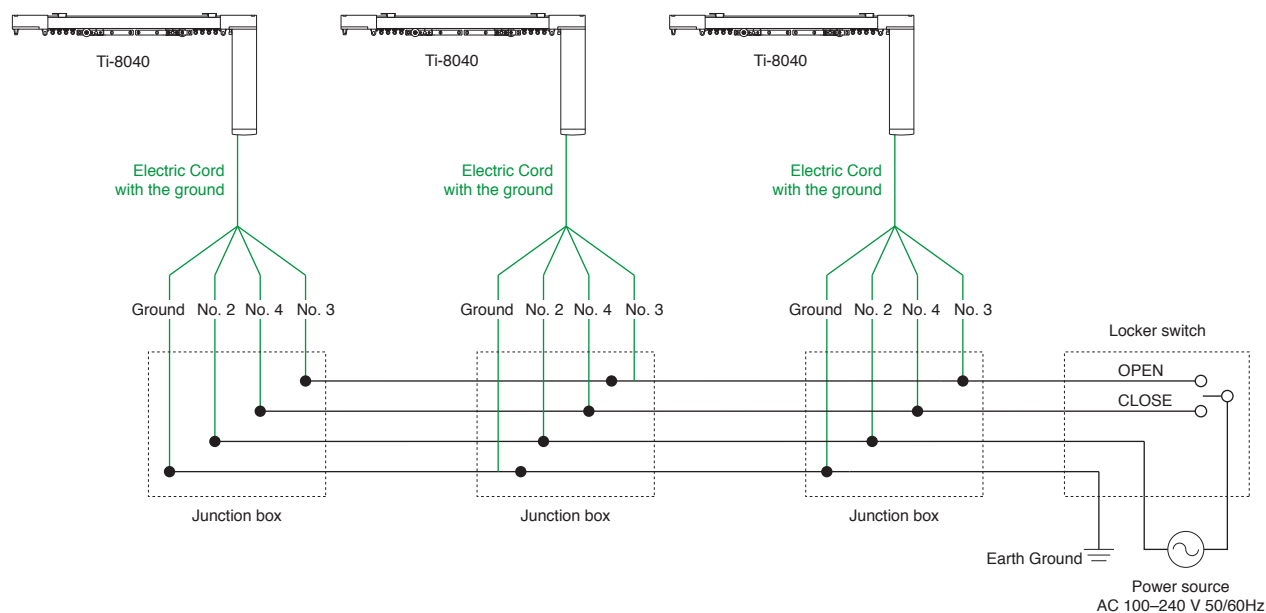 Ti-8040
Ti-8040
Ti-8040
Electric Cord
with the ground
Electric Cord
with the ground
Electric Cord
with the ground
Ground No. 2 No. 4 No. 3
Ground No. 2 No. 4 No. 3
Ground No. 2 No. 4 No. 3
Locker switch
OPEN
CLOSE
Junction box
Junction box
Junction box
Earth Ground
Power source
AC 100–240 V 50/60Hz